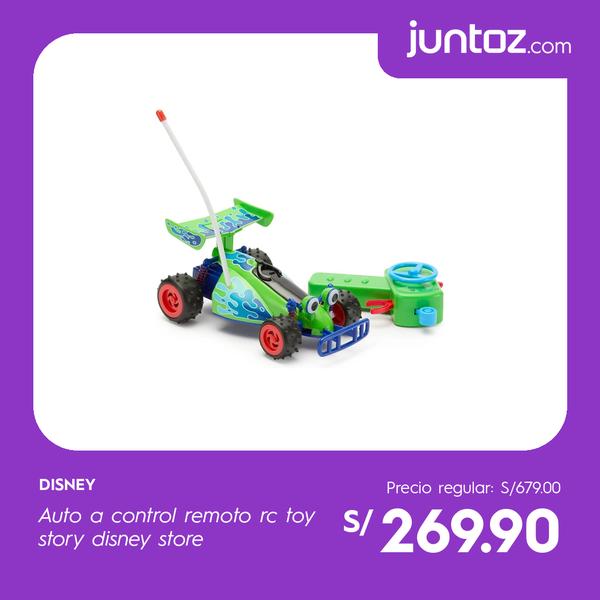 juntoz.com
DISNEY
Auto a control remoto rc toy
story disney store
Precio regular: S/679.00
S/269.90